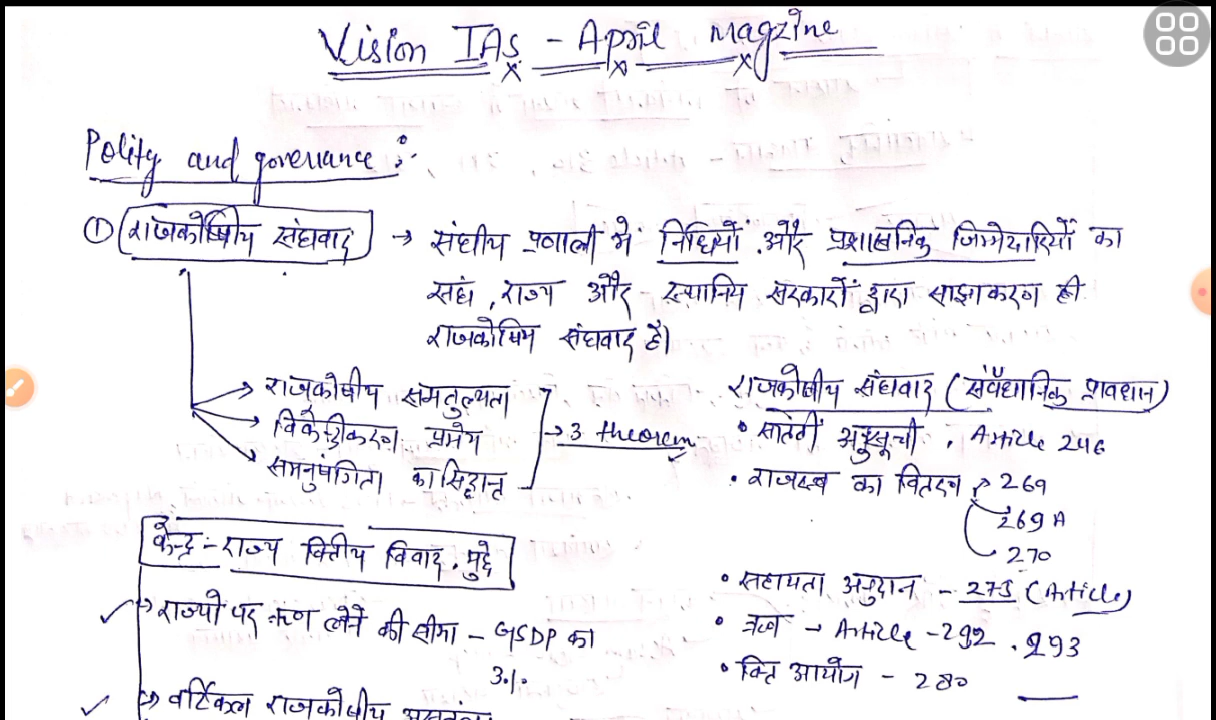 Vision IAS - April Magzine
Polity and governance :-
① राजकोषीय संघवाद → संघीय प्रणाली में निधियों और प्रशासनिक जिम्मेदारियों का
संघ, राज्य और स्थानिय सरकारों द्वारा साझाकरण ही
राजकोषिय संघवाद है।
→ राजकोषीय समतुल्यता
→ विकेंद्रीकरण प्रमेय
→ समनुषंगिता का सिद्वान्त
→ 3 theorem
राजकोषीय संघवाद (संवैधानिक प्रावधान)
• सातवीं अनुसूची, Article 246
• राजस्व का वितरण → 269
269 A
270
• सहायता अनुदान - 275 (Article)
• ऋण → Article - 292, 293
• वित्त आयोग - 280
केन्द्र :- राज्य वित्तीय विवाद, मुद्दे
→ राज्यो पर ऋण लेने की सीमा - GSDP का
3%
→ वर्टिकल राजकोषीय